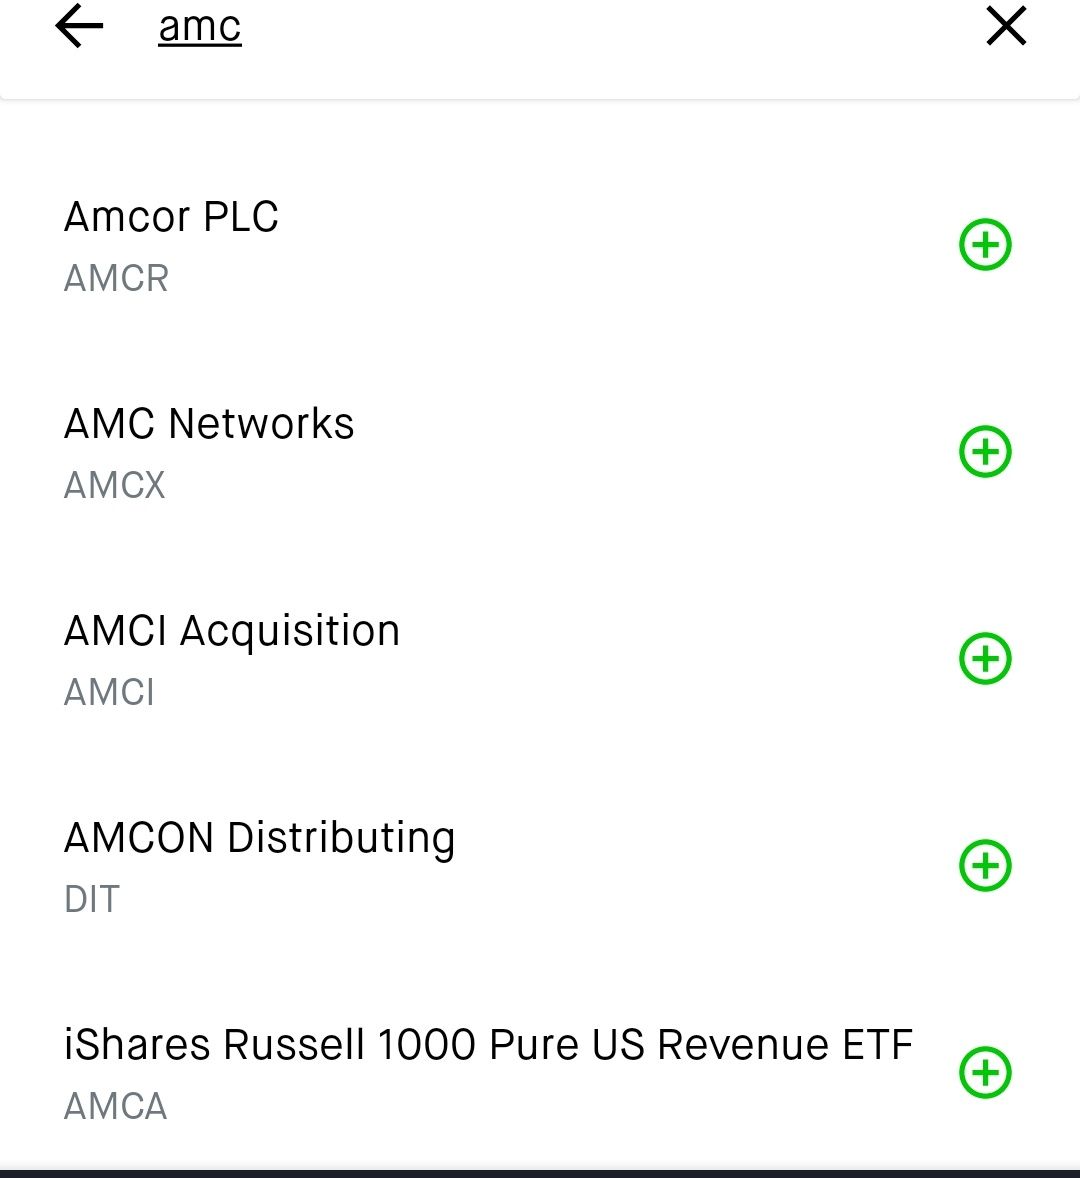 amc
Amcor PLC
AMCR
AMC Networks
AMCX
AMCI Acquisition
AMCI
AMCON Distributing
DIT
iShares Russell 1000 Pure US Revenue ETF
AMCA